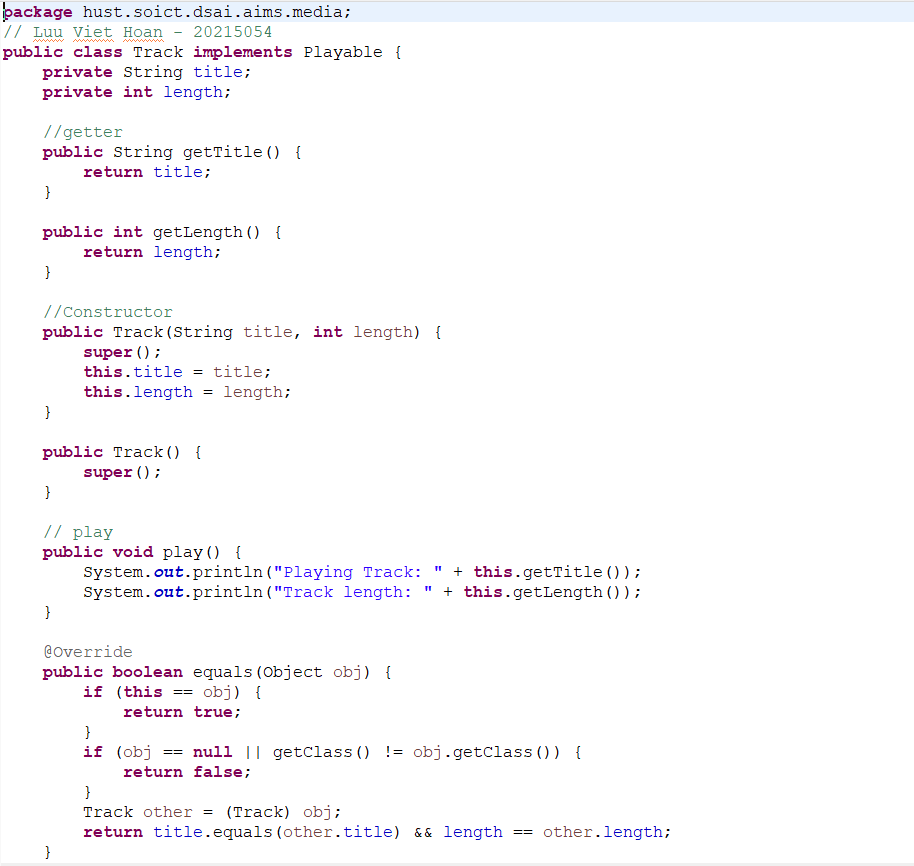 package hust.soict.dsai.aims.media;
// Luu Viet Hoan - 20215054
public class Track implements Playable {
    private String title;
    private int length;

    //getter
    public String getTitle() {
        return title;
    }

    public int getLength() {
        return length;
    }

    //Constructor
    public Track(String title, int length) {
        super();
        this.title = title;
        this.length = length;
    }

    public Track() {
        super();
    }

    // play
    public void play() {
        System.out.println("Playing Track: " + this.getTitle());
        System.out.println("Track length: " + this.getLength());
    }

    @Override
    public boolean equals(Object obj) {
        if (this == obj) {
            return true;
        }
        if (obj == null || getClass() != obj.getClass()) {
            return false;
        }
        Track other = (Track) obj;
        return title.equals(other.title) && length == other.length;
    }